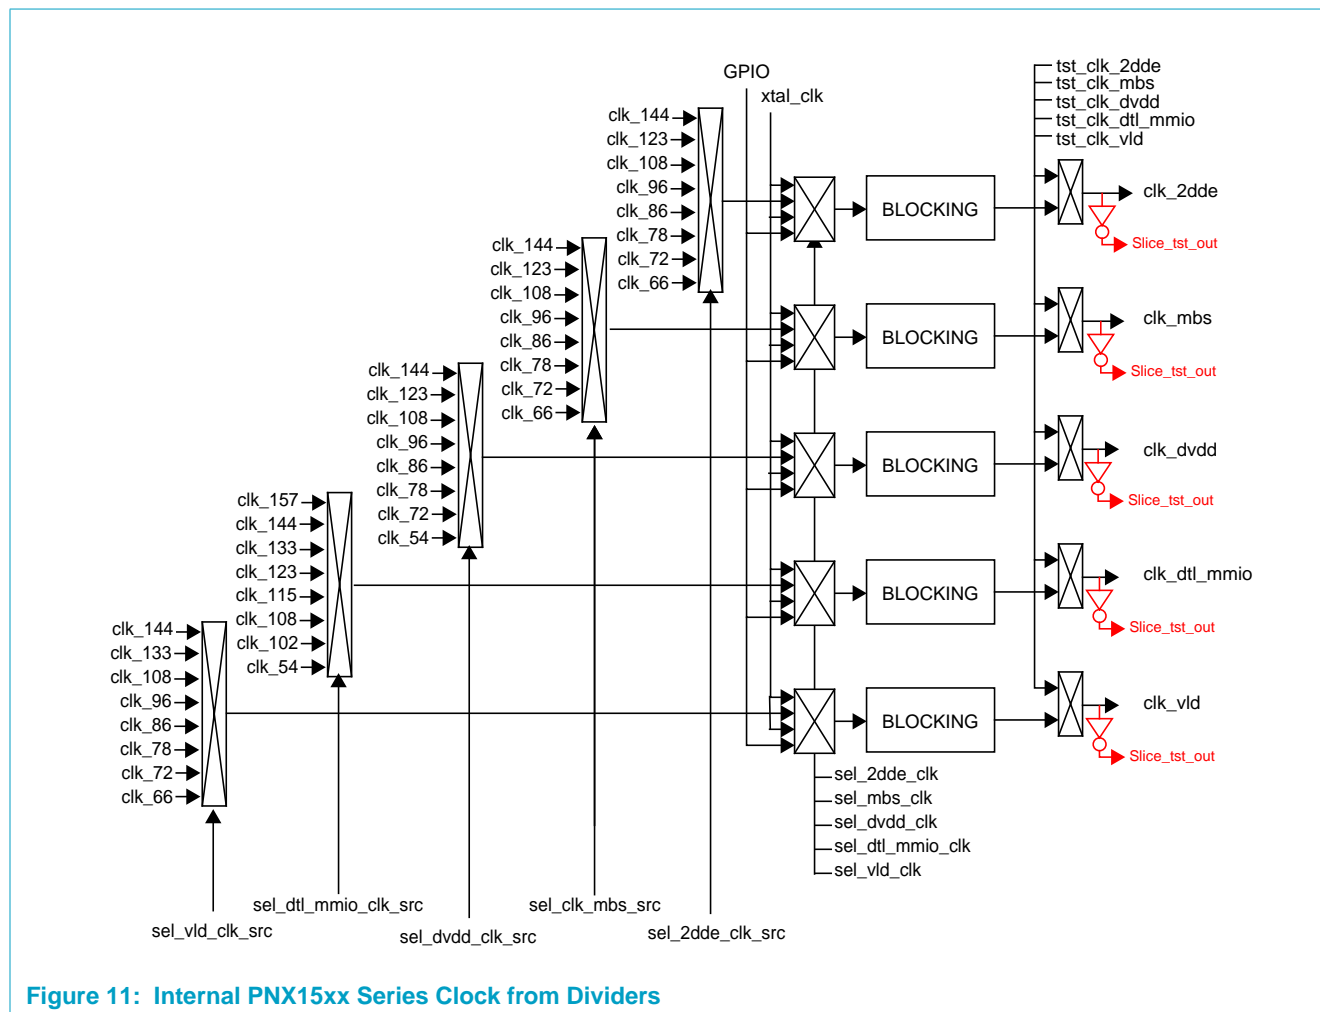 GPIO
xtal_clk
tst_clk_2dde
tst_clk_mbs
tst_clk_dvdd
tst_clk_dtl_mmio
tst_clk_vld
clk_144
clk_123
clk_108
clk_96
clk_86
clk_78
clk_72
clk_66
BLOCKING
clk_2dde
Slice_tst_out
clk_144
clk_123
clk_108
clk_96
clk_86
clk_78
clk_72
clk_66
BLOCKING
clk_mbs
Slice_tst_out
clk_144
clk_123
clk_108
clk_96
clk_86
clk_78
clk_72
clk_54
BLOCKING
clk_dvdd
Slice_tst_out
clk_157
clk_144
clk_133
clk_123
clk_115
clk_108
clk_102
clk_54
BLOCKING
clk_dtl_mmio
Slice_tst_out
clk_144
clk_133
clk_108
clk_96
clk_86
clk_78
clk_72
clk_66
BLOCKING
clk_vld
Slice_tst_out
sel_2dde_clk
sel_mbs_clk
sel_dvdd_clk
sel_dtl_mmio_clk
sel_vld_clk
sel_vld_clk_src
sel_dtl_mmio_clk_src
sel_dvdd_clk_src
sel_clk_mbs_src
sel_2dde_clk_src
Figure 11: Internal PNX15xx Series Clock from Dividers